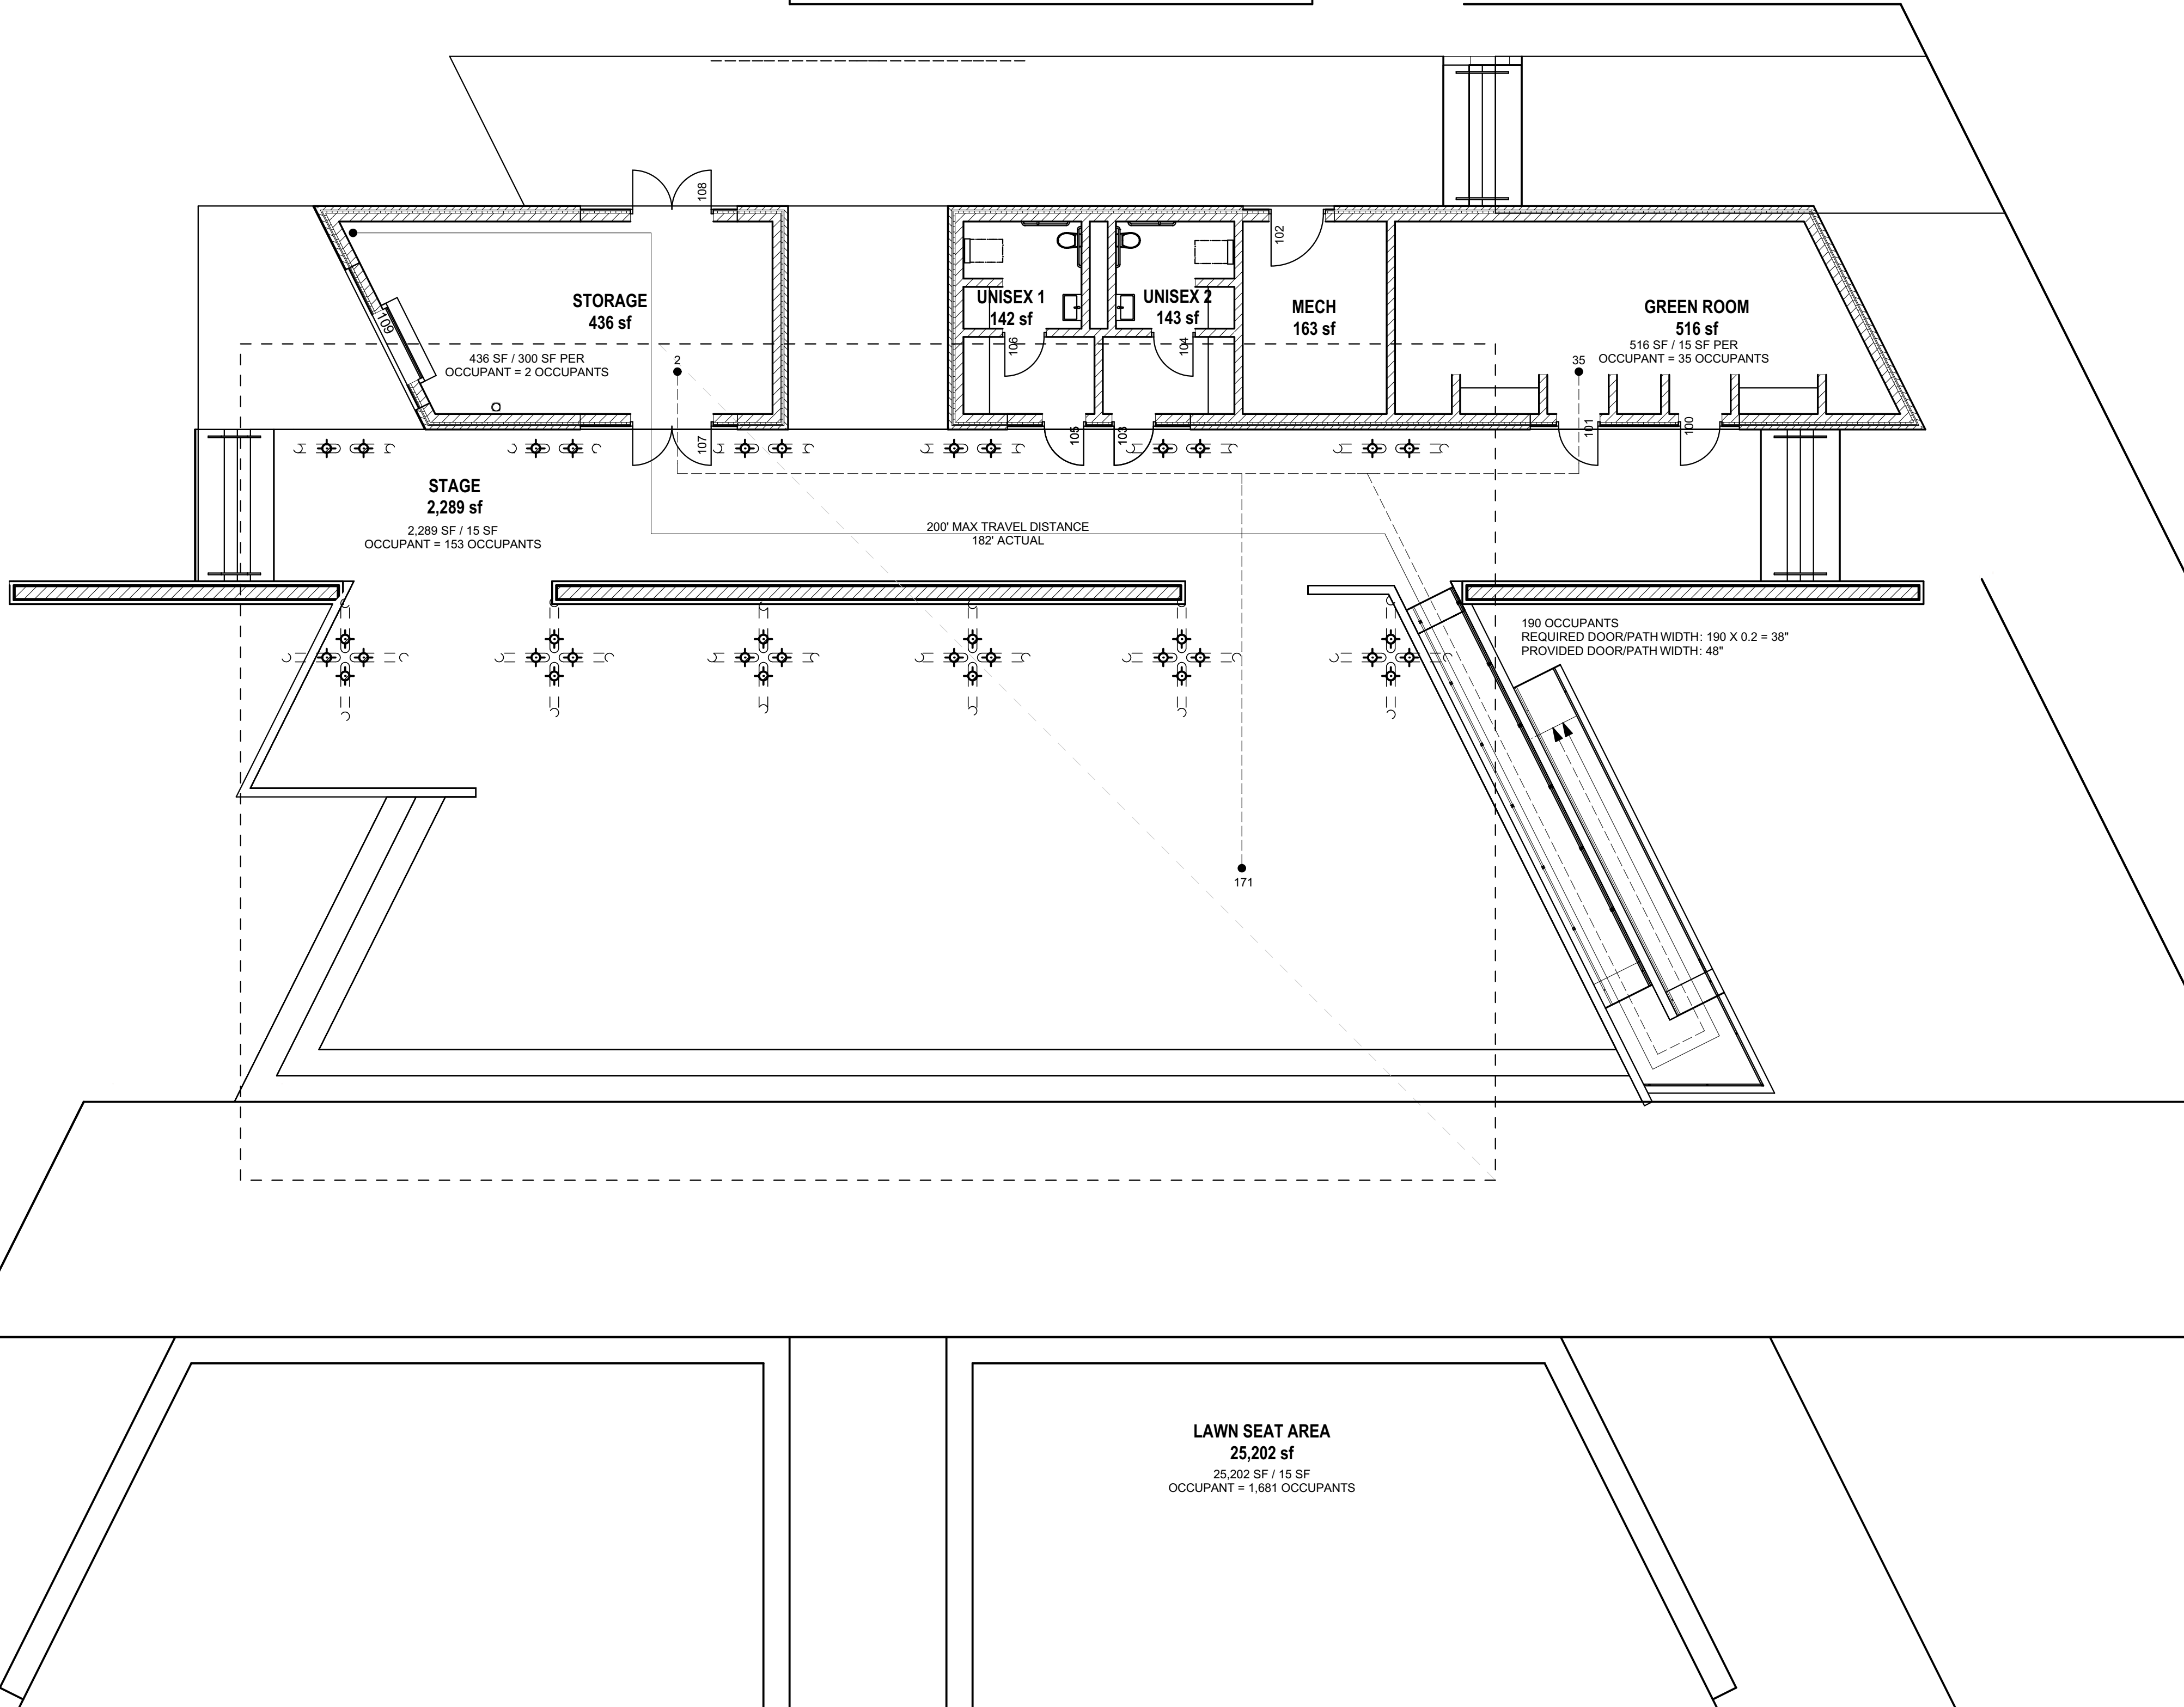 108
102
STORAGE
436 sf
109
436 SF / 300 SF PER
OCCUPANT = 2 OCCUPANTS
2
107
UNISEX 1
142 sf
106
UNISEX 2
143 sf
104
105
103
MECH
163 sf
GREEN ROOM
516 sf
516 SF / 15 SF PER
OCCUPANT = 35 OCCUPANTS
35
101
100
STAGE
2,289 sf
2,289 SF / 15 SF
OCCUPANT = 153 OCCUPANTS
200' MAX TRAVEL DISTANCE
182' ACTUAL
190 OCCUPANTS
REQUIRED DOOR/PATH WIDTH: 190 X 0.2 = 38"
PROVIDED DOOR/PATH WIDTH: 48"
171
LAWN SEAT AREA
25,202 sf
25,202 SF / 15 SF
OCCUPANT = 1,681 OCCUPANTS